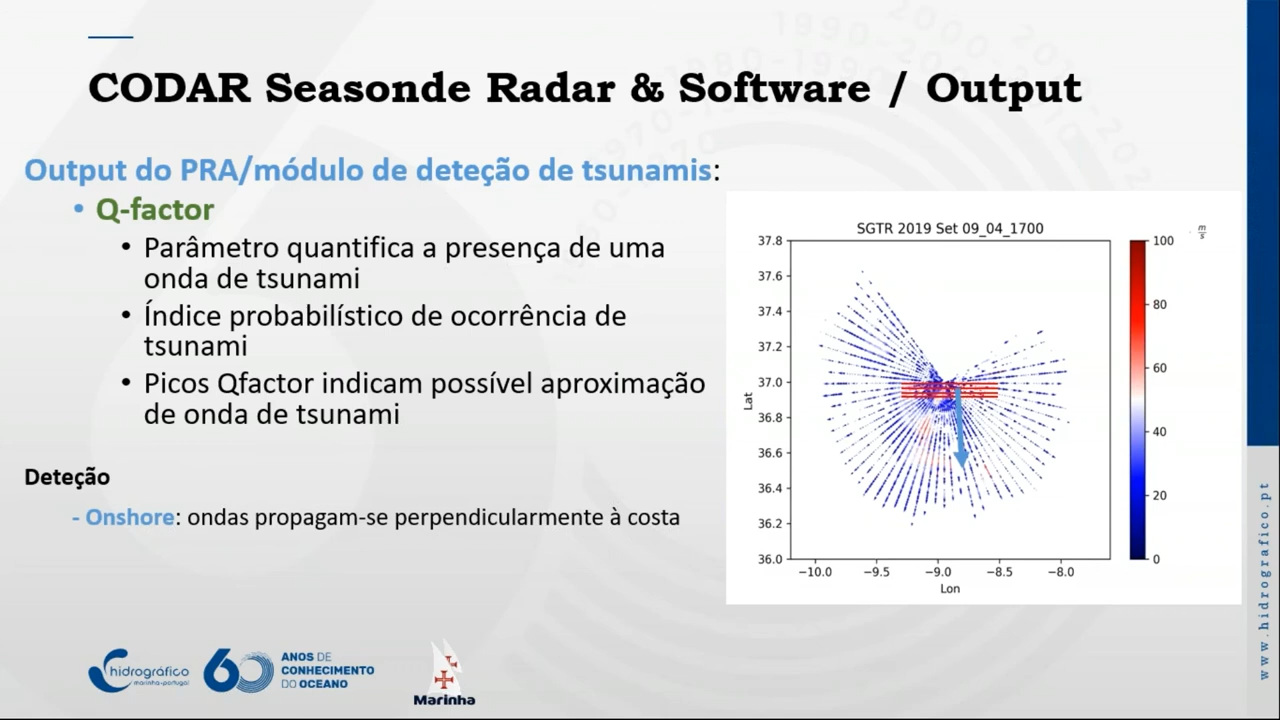 CODAR Seasonde Radar & Software / Output
Output do PRA/módulo de deteção de tsunamis:
• Q-factor
• Parâmetro quantifica a presença de uma
onda de tsunami
• Índice probabilístico de ocorrência de
tsunami
• Picos Qfactor indicam possível aproximação
de onda de tsunami
Deteção
- Onshore: ondas propagam-se perpendicularmente à costa
SGTR 2019 Set 09_04_1700
m/s
37.8
37.6
37.4
37.2
37.0
36.8
36.6
36.4
36.2
36.0
Lat
−10.0 −9.5 −9.0 −8.5 −8.0
Lon
100
80
60
40
20
0
hidrográfico
marinha-portugal
60
ANOS DE
CONHECIMENTO
DO OCEANO
Marinha
www.hidrografico.pt